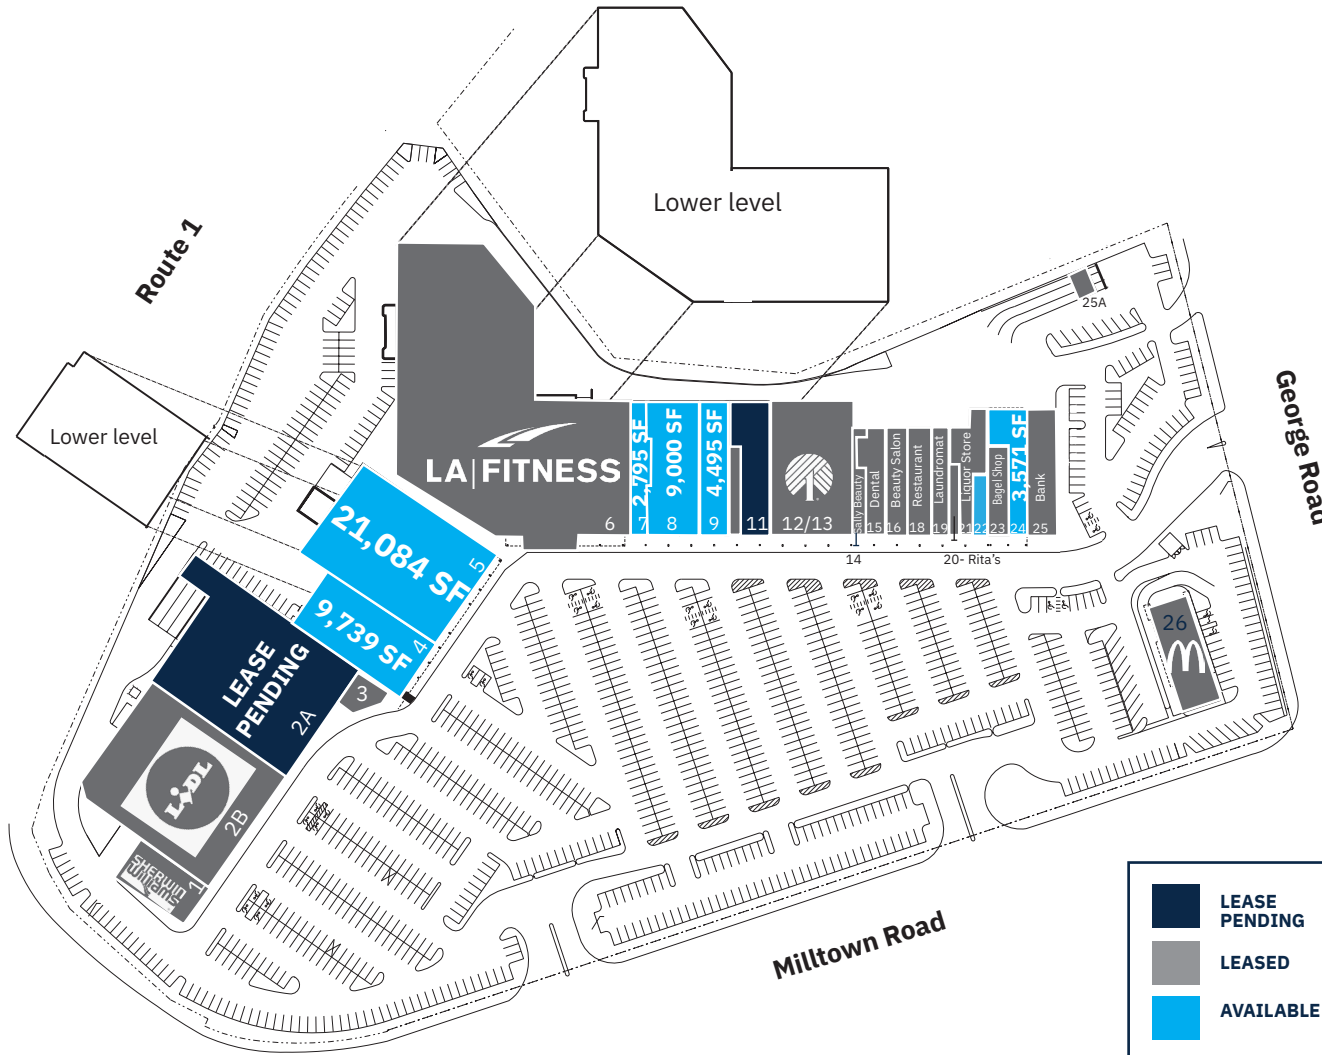 Lower level
Route 1
25A
George Road
Lower level
LA|FITNESS
6
2,795 SF
7
9,000 SF
8
4,495 SF
9
11
12/13
Sally Beauty
14
Dental
15
Beauty Salon
16
Restaurant
18
Laundromat
19
20- Rita's
Liquor Store
21
22
Bagel Shop
23
3,571 SF
24
Bank
25
21,084 SF
5
9,739 SF
4
3
LEASE
PENDING
2A
LIDL
2B
SHERWIN
WILLIAMS
1
26
Milltown Road
LEASE
PENDING
LEASED
AVAILABLE